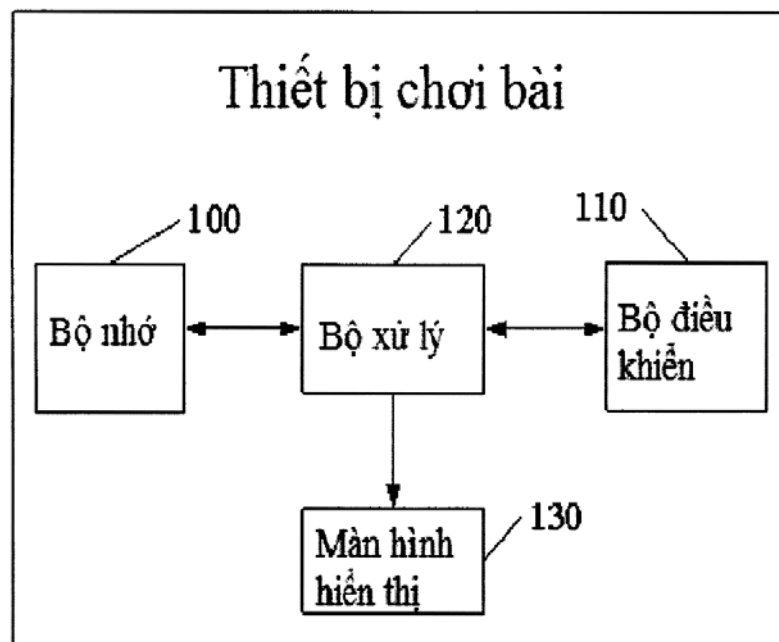 Thiết bị chơi bài
100
120
110
Bộ nhớ
Bộ xử lý
Bộ điều
khiễn
130
Màn hình
hiển thị